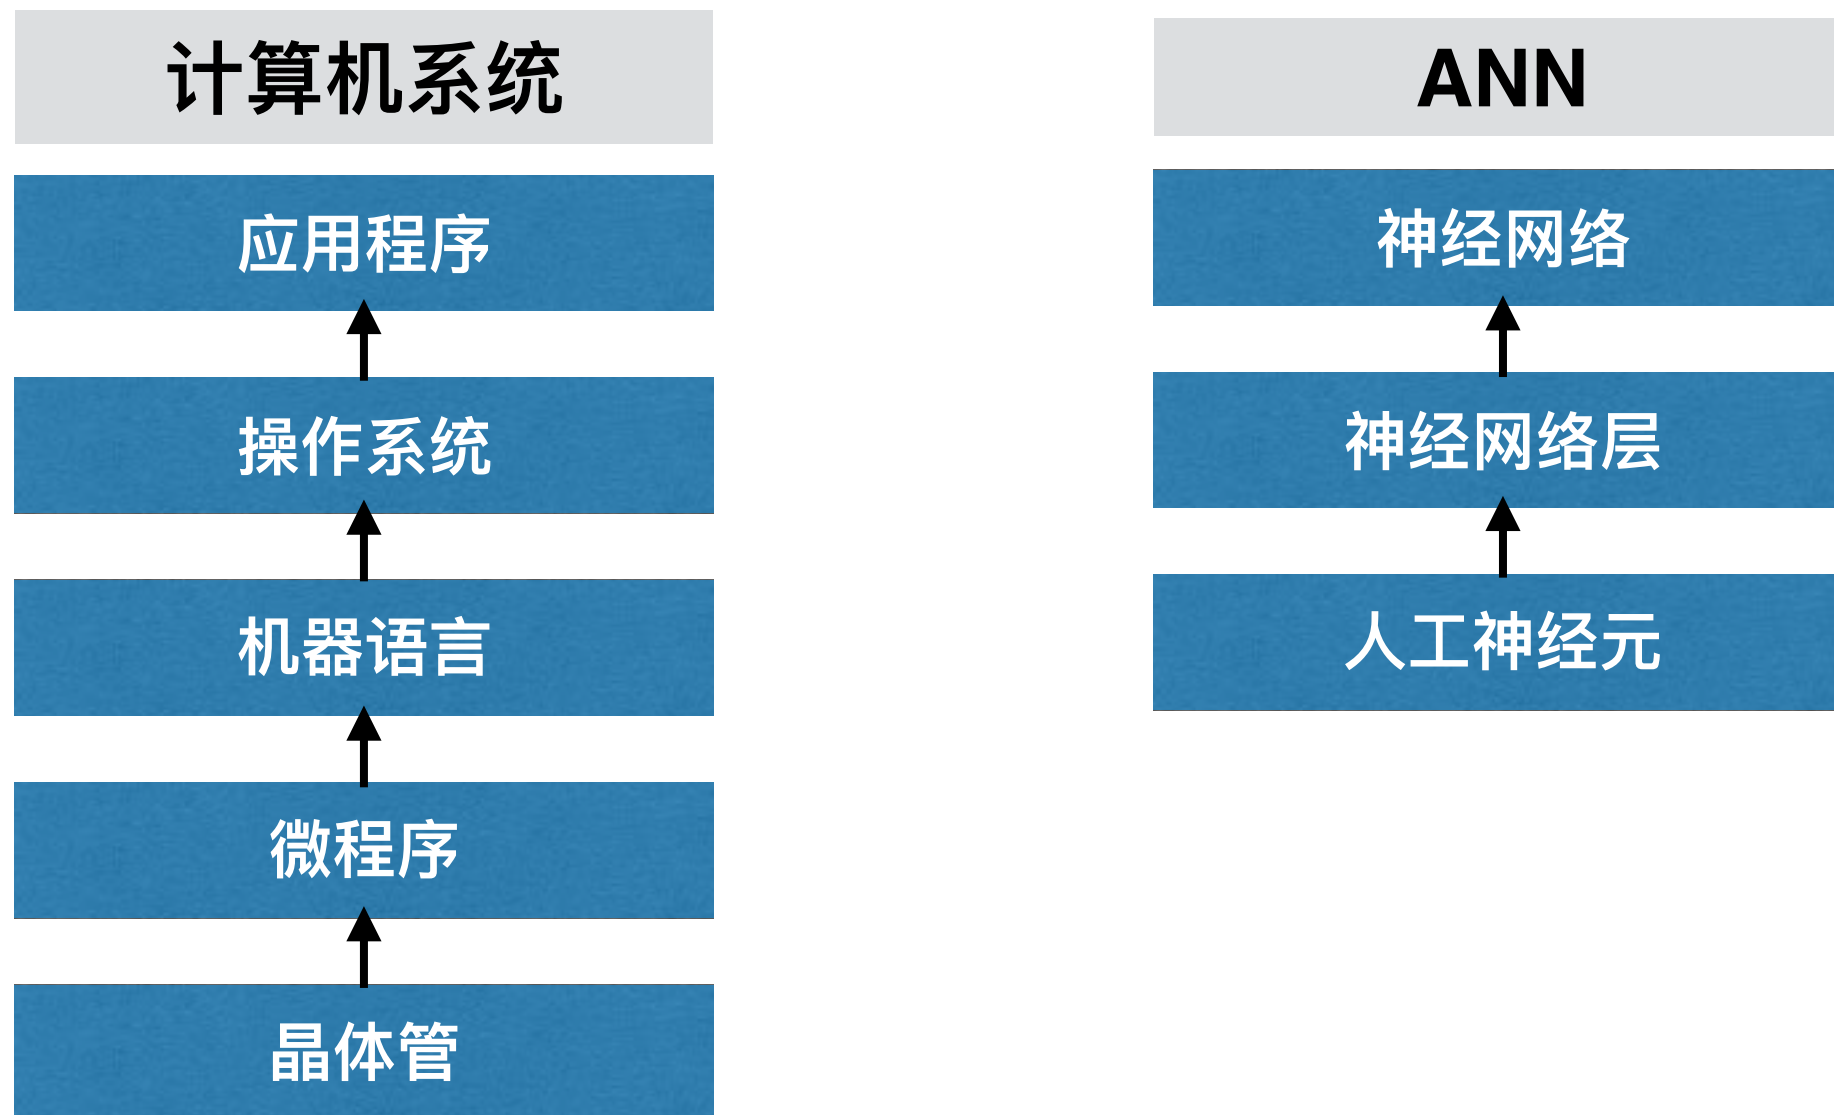 计算机系统
应用程序
操作系统
机器语言
微程序
晶体管
ANN
神经网络
神经网络层
人工神经元